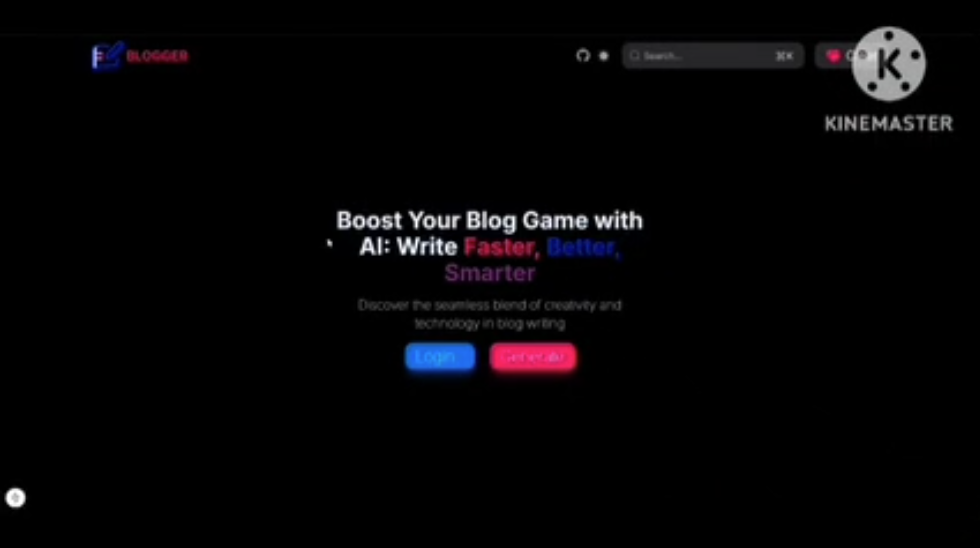 BLOGGER
Search...
⌘K
KINEMASTER
Boost Your Blog Game with
AI: Write Faster, Better,
Smarter
Discover the seamless blend of creativity and
technology in blog writing
Login
Generate